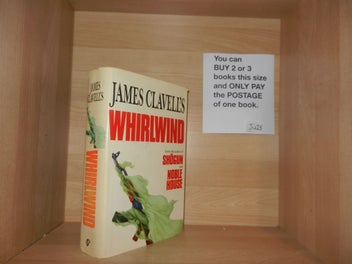 JAMES CLAVELL'S
WHIRLWIND
SHŌGUN
NOBLE
HOUSE
JAMES
CLAVELL'S
WHIRLWIND
You can
BUY 2 or 3
books this size
and ONLY PAY
the POSTAGE
of one book.